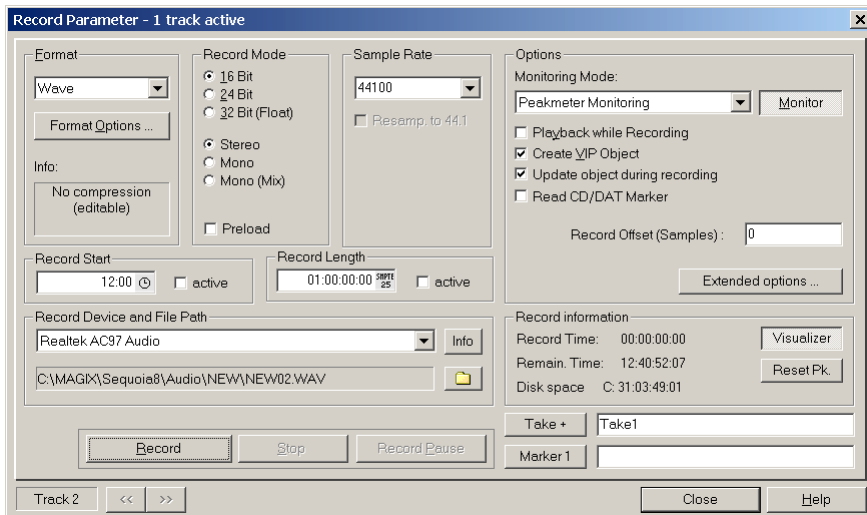 Record Parameter - 1 track active
Format
Wave
Format Options ...
Info:
No compression
(editable)
Record Mode
16 Bit
24 Bit
32 Bit (Float)
Stereo
Mono
Mono (Mix)
Preload
Sample Rate
44100
Resamp. to 44.1
Options
Monitoring Mode:
Peakmeter Monitoring
Monitor
Playback while Recording
Create VIP Object
Update object during recording
Read CD/DAT Marker
Record Offset (Samples) :
0
Extended options ...
Record Start
12:00
active
Record Length
01:00:00:00
SMPTE
25
active
Record Device and File Path
Realtek AC97 Audio
Info
C:\MAGIX\Sequoia8\Audio\NEW\NEW02.WAV
Record information
Record Time: 00:00:00:00
Remain. Time: 12:40:52:07
Disk space C: 31:03:49:01
Visualizer
Reset Pk.
Record
Stop
Record Pause
Take +
Take1
Marker 1
Track 2
<<
>>
Close
Help